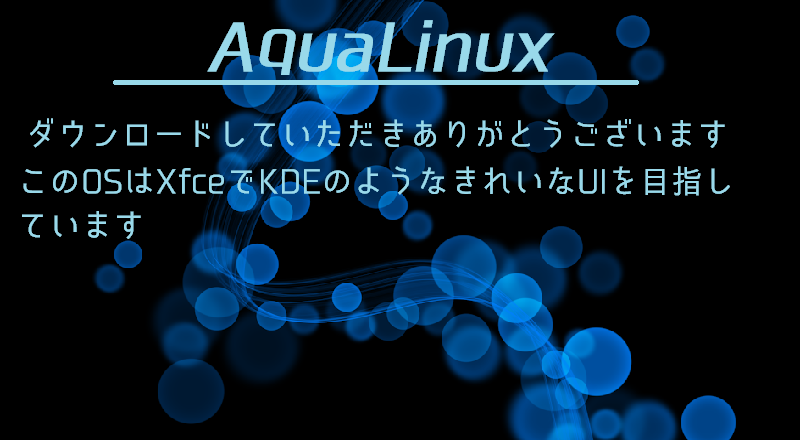 AquaLinux
ダウンロードしていただきありがとうございます
このOSはXfceでKDEのようなきれいなUIを目指し
ています